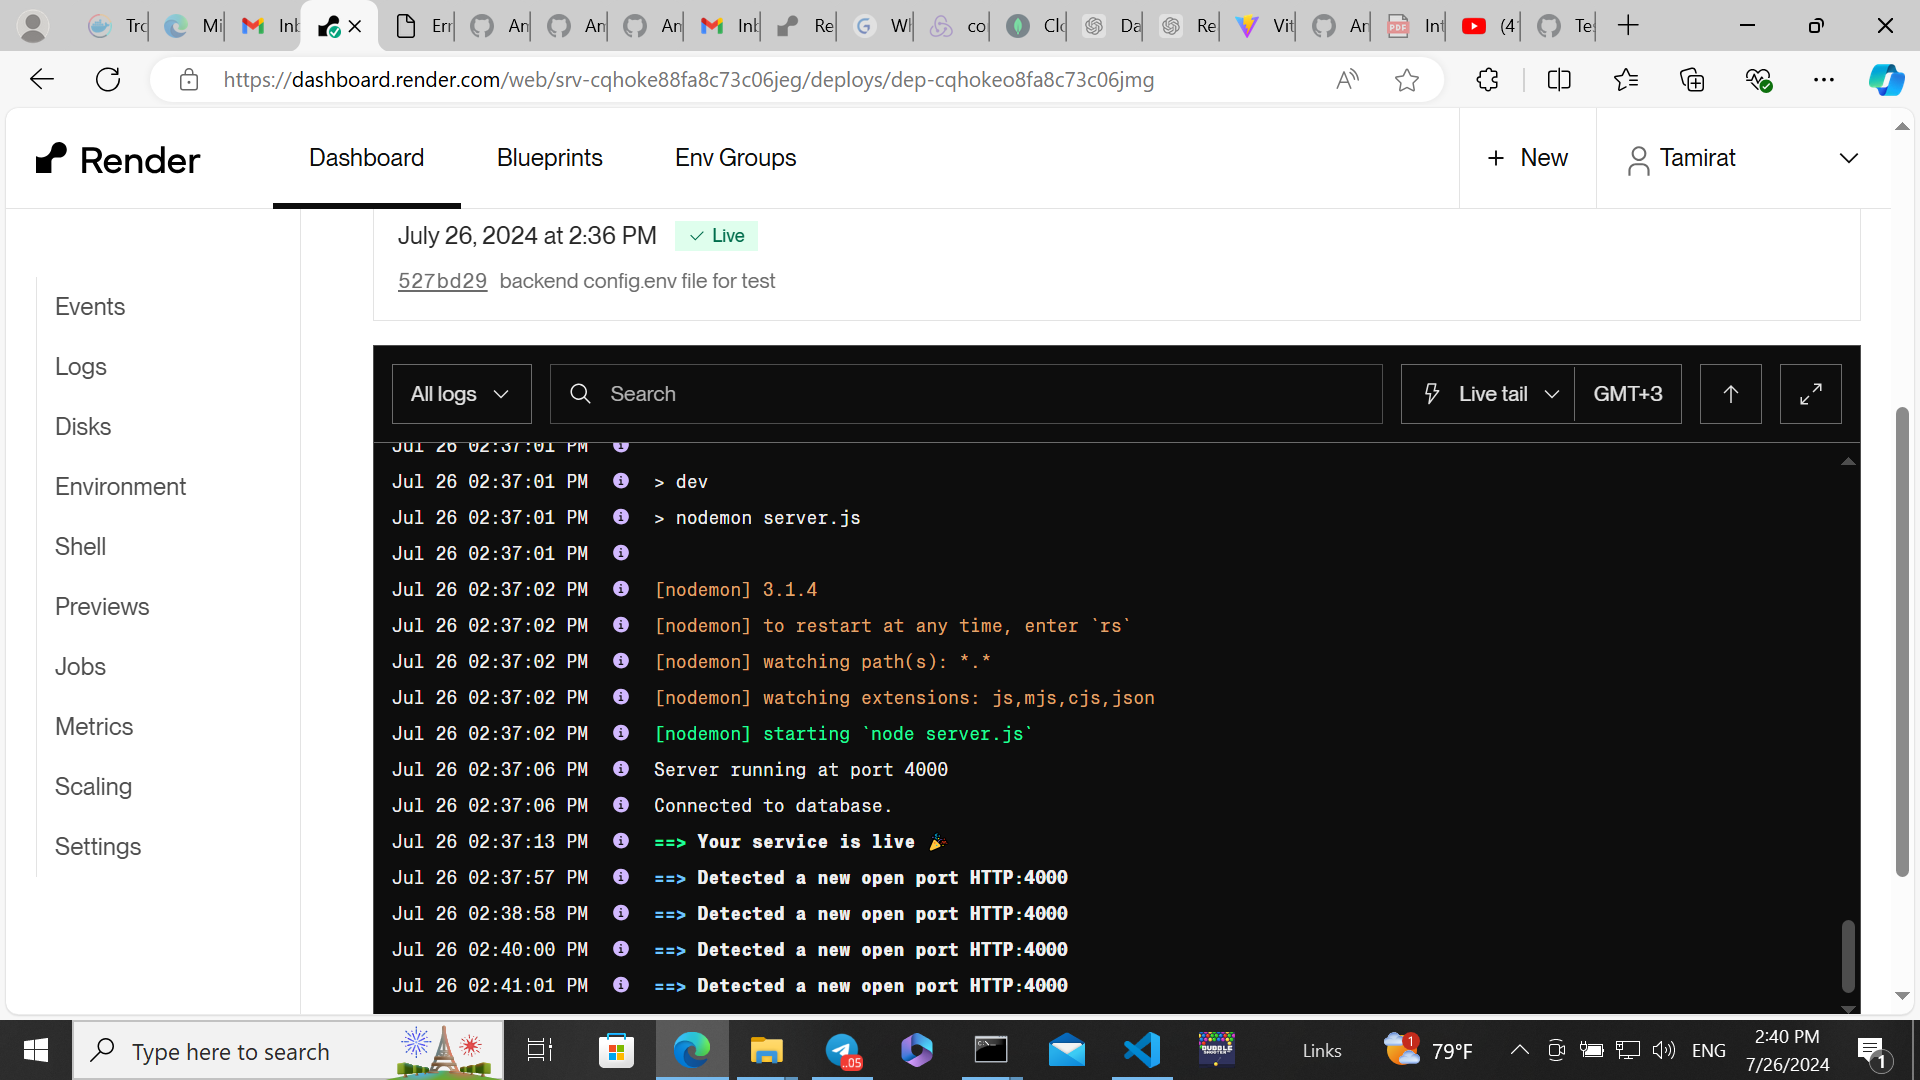 Trc
Mi
Inb
Err
An
An
An
Inb
Re
Wh
co
Clo
Da
Re
Vit
An
Int
(41
Te:
https://dashboard.render.com/web/srv-cqhoke88fa8c73c06jeg/deploys/dep-cqhokeo8fa8c73c06jmg
Render
Dashboard
Blueprints
Env Groups
+ New
Tamirat
July 26, 2024 at 2:36 PM
Live
527bd29 backend config.env file for test
Events
Logs
Disks
Environment
Shell
Previews
Jobs
Metrics
Scaling
Settings
All logs
Search
Live tail
GMT+3
Jul 26 02:37:01 PM
Jul 26 02:37:01 PM > dev
Jul 26 02:37:01 PM > nodemon server.js
Jul 26 02:37:01 PM
Jul 26 02:37:02 PM [nodemon] 3.1.4
Jul 26 02:37:02 PM [nodemon] to restart at any time, enter `rs`
Jul 26 02:37:02 PM [nodemon] watching path(s): *.*
Jul 26 02:37:02 PM [nodemon] watching extensions: js,mjs,cjs,json
Jul 26 02:37:02 PM [nodemon] starting `node server.js`
Jul 26 02:37:06 PM Server running at port 4000
Jul 26 02:37:06 PM Connected to database.
Jul 26 02:37:13 PM ==> Your service is live 🎉
Jul 26 02:37:57 PM ==> Detected a new open port HTTP:4000
Jul 26 02:38:58 PM ==> Detected a new open port HTTP:4000
Jul 26 02:40:00 PM ==> Detected a new open port HTTP:4000
Jul 26 02:41:01 PM ==> Detected a new open port HTTP:4000
Type here to search
..05
BUBBLE
SHOOTER
Links
1
79°F
ENG
2:40 PM
7/26/2024
1